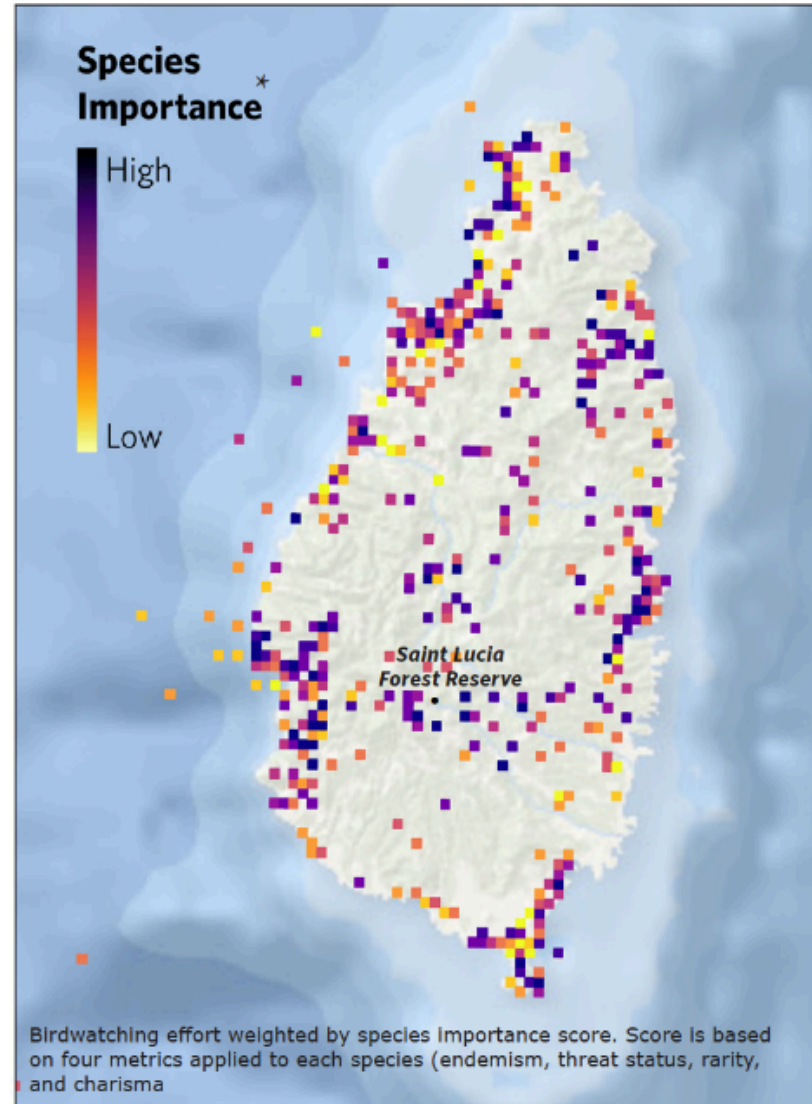 Species
Importance*
High
Low
Saint Lucia
Forest Reserve
Birdwatching effort weighted by species importance score. Score is based
on four metrics applied to each species (endemism, threat status, rarity,
and charisma